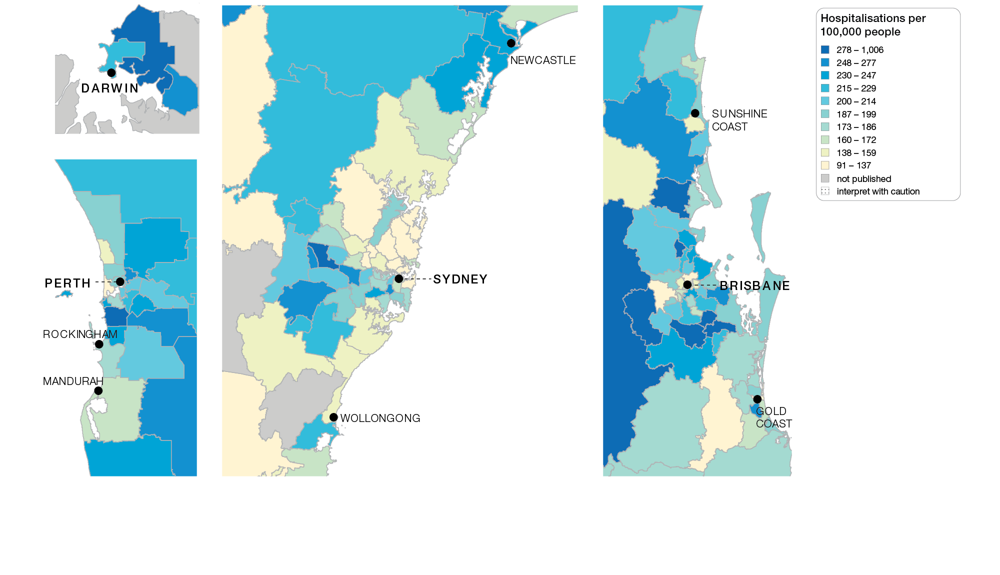 DARWIN
PERTH
ROCKINGHAM
MANDURAH
NEWCASTLE
SYDNEY
WOLLONGONG
SUNSHINE
COAST
BRISBANE
GOLD
COAST
Hospitalisations per
100,000 people
278 – 1,006
248 – 277
230 – 247
215 – 229
200 – 214
187 – 199
173 – 186
160 – 172
138 – 159
91 – 137
not published
interpret with caution